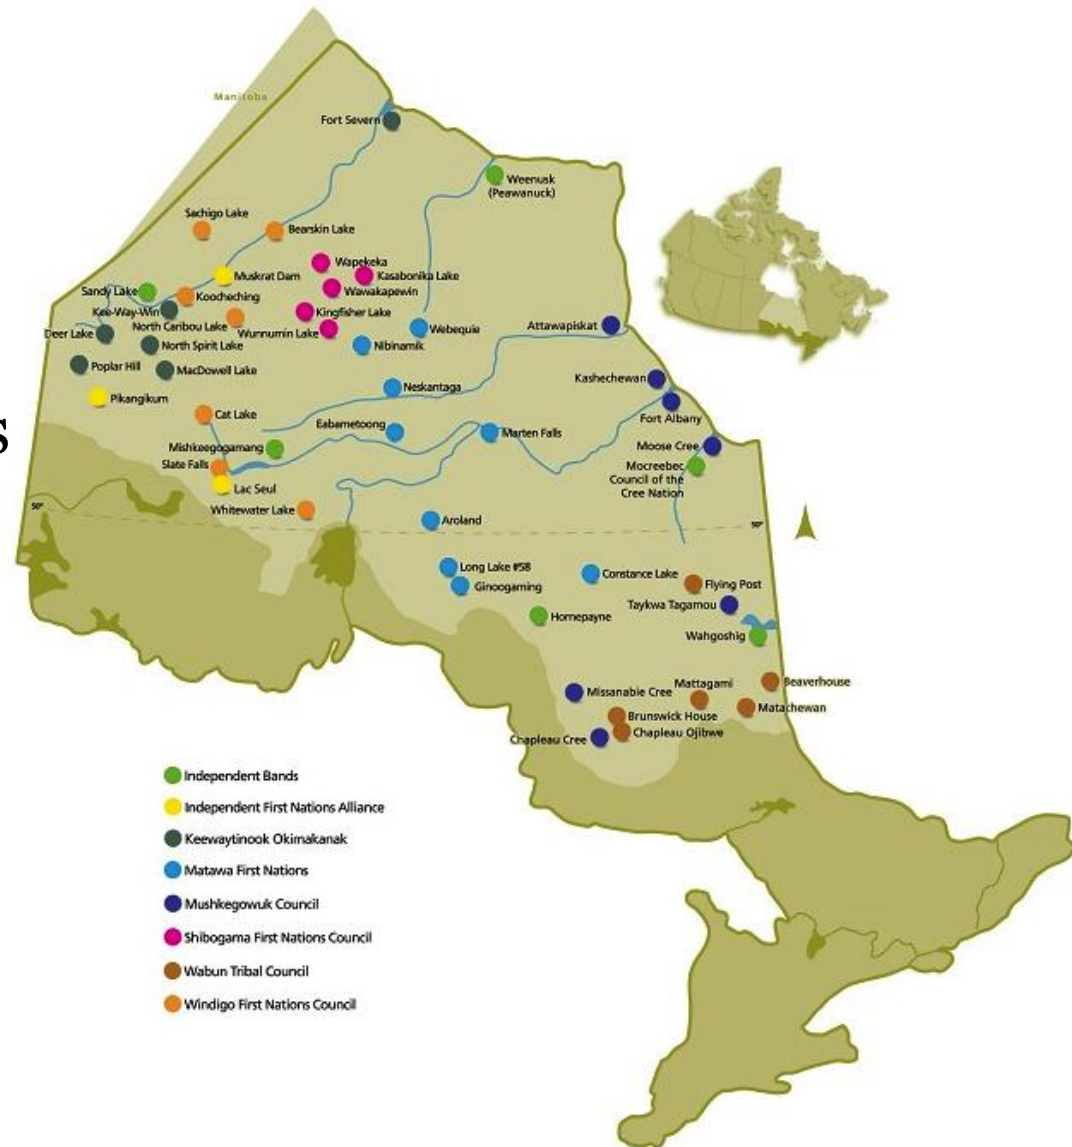 Manitoba
Fort Severn
Weenusk
(Peawanuck)
Sachigo Lake
Bearskin Lake
Wapekeka
Muskrat Dam
Kasabonika Lake
Sandy Lake
Koocheching
Wawakapewin
Kee-Way-Win
Kingfisher Lake
North Caribou Lake
Wunnumin Lake
Webequie
Attawapiskat
Deer Lake
North Spirit Lake
Nibinamik
Poplar Hill
MacDowell Lake
Kashechewan
Neskantaga
Pikangikum
Cat Lake
Fort Albany
Eabametoong
Marten Falls
S
Mishkeegogamang
Moose Cree
Slate Falls
Mocreebec
Council of the
Cree Nation
Lac Seul
50°
Whitewater Lake
Aroland
50°
Long Lake #58
Constance Lake
Ginoogaming
Flying Post
Taykwa Tagamou
Hornepayne
Wahgoshig
Missanabie Cree
Mattagami
Beaverhouse
Matachewan
Brunswick House
Chapleau Cree
Chapleau Ojibwe
Independent Bands
Independent First Nations Alliance
Keewaytinook Okimakanak
Matawa First Nations
Mushkegowuk Council
Shibogama First Nations Council
Wabun Tribal Council
Windigo First Nations Council